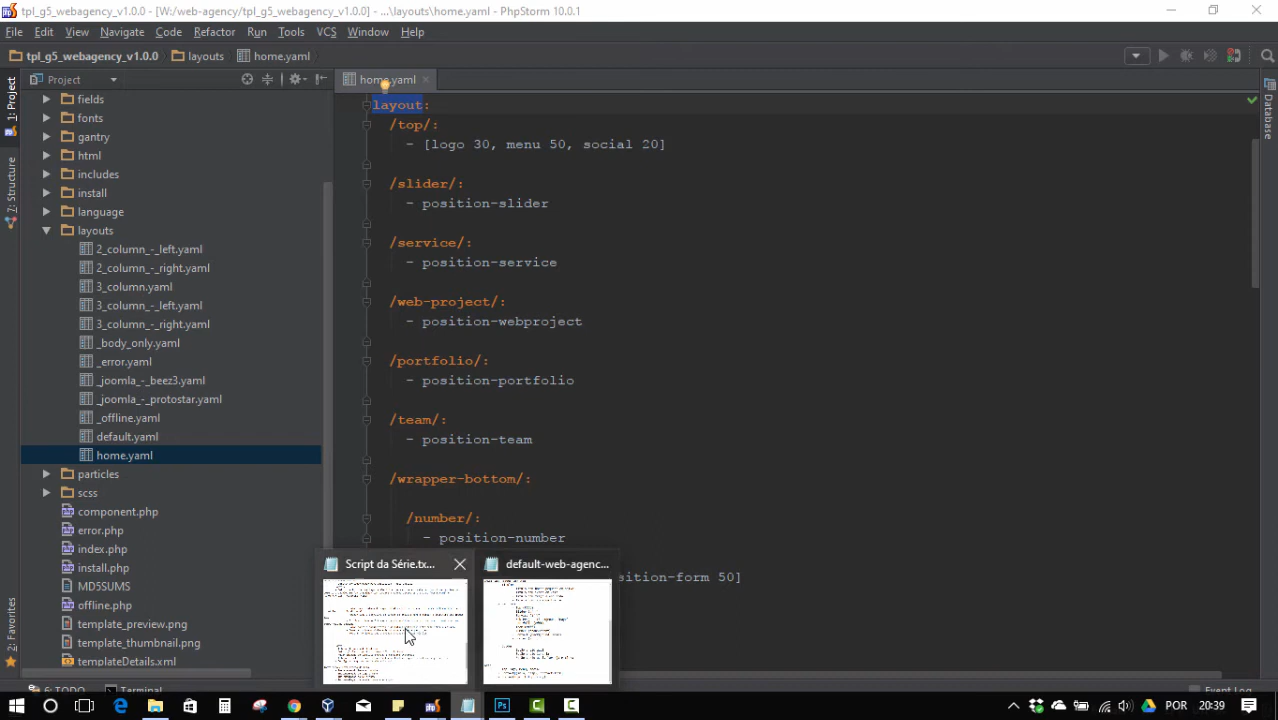 tpl_g5_webagency_v1.0.0 - [W:/web-agency/tpl_g5_webagency_v1.0.0] - ...\layouts\home.yaml - PhpStorm 10.0.1
File Edit View Navigate Code Refactor Run Tools VCS Window Help
tpl_g5_webagency_v1.0.0 layouts home.yaml
Project
home.yaml
1: Project
7: Structure
2: Favorites
Database
fields
fonts
gantry
html
includes
install
language
layouts
2_column_-_left.yaml
2_column_-_right.yaml
3_column.yaml
3_column_-_left.yaml
3_column_-_right.yaml
_body_only.yaml
_error.yaml
_joomla_-_beez3.yaml
_joomla_-_protostar.yaml
_offline.yaml
default.yaml
home.yaml
particles
scss
component.php
error.php
index.php
install.php
MD5SUMS
offline.php
template_preview.png
template_thumbnail.png
templateDetails.xml
layout:
/top/:
- [logo 30, menu 50, social 20]
/slider/:
- position-slider
/service/:
- position-service
/web-project/:
- position-webproject
/portfolio/:
- position-portfolio
/team/:
- position-team
/wrapper-bottom/:
/number/:
- position-number
sition-form 50]
Script da Série.tx...
default-web-agenc...
6: TODO Terminal
Event Log
POR 20:39